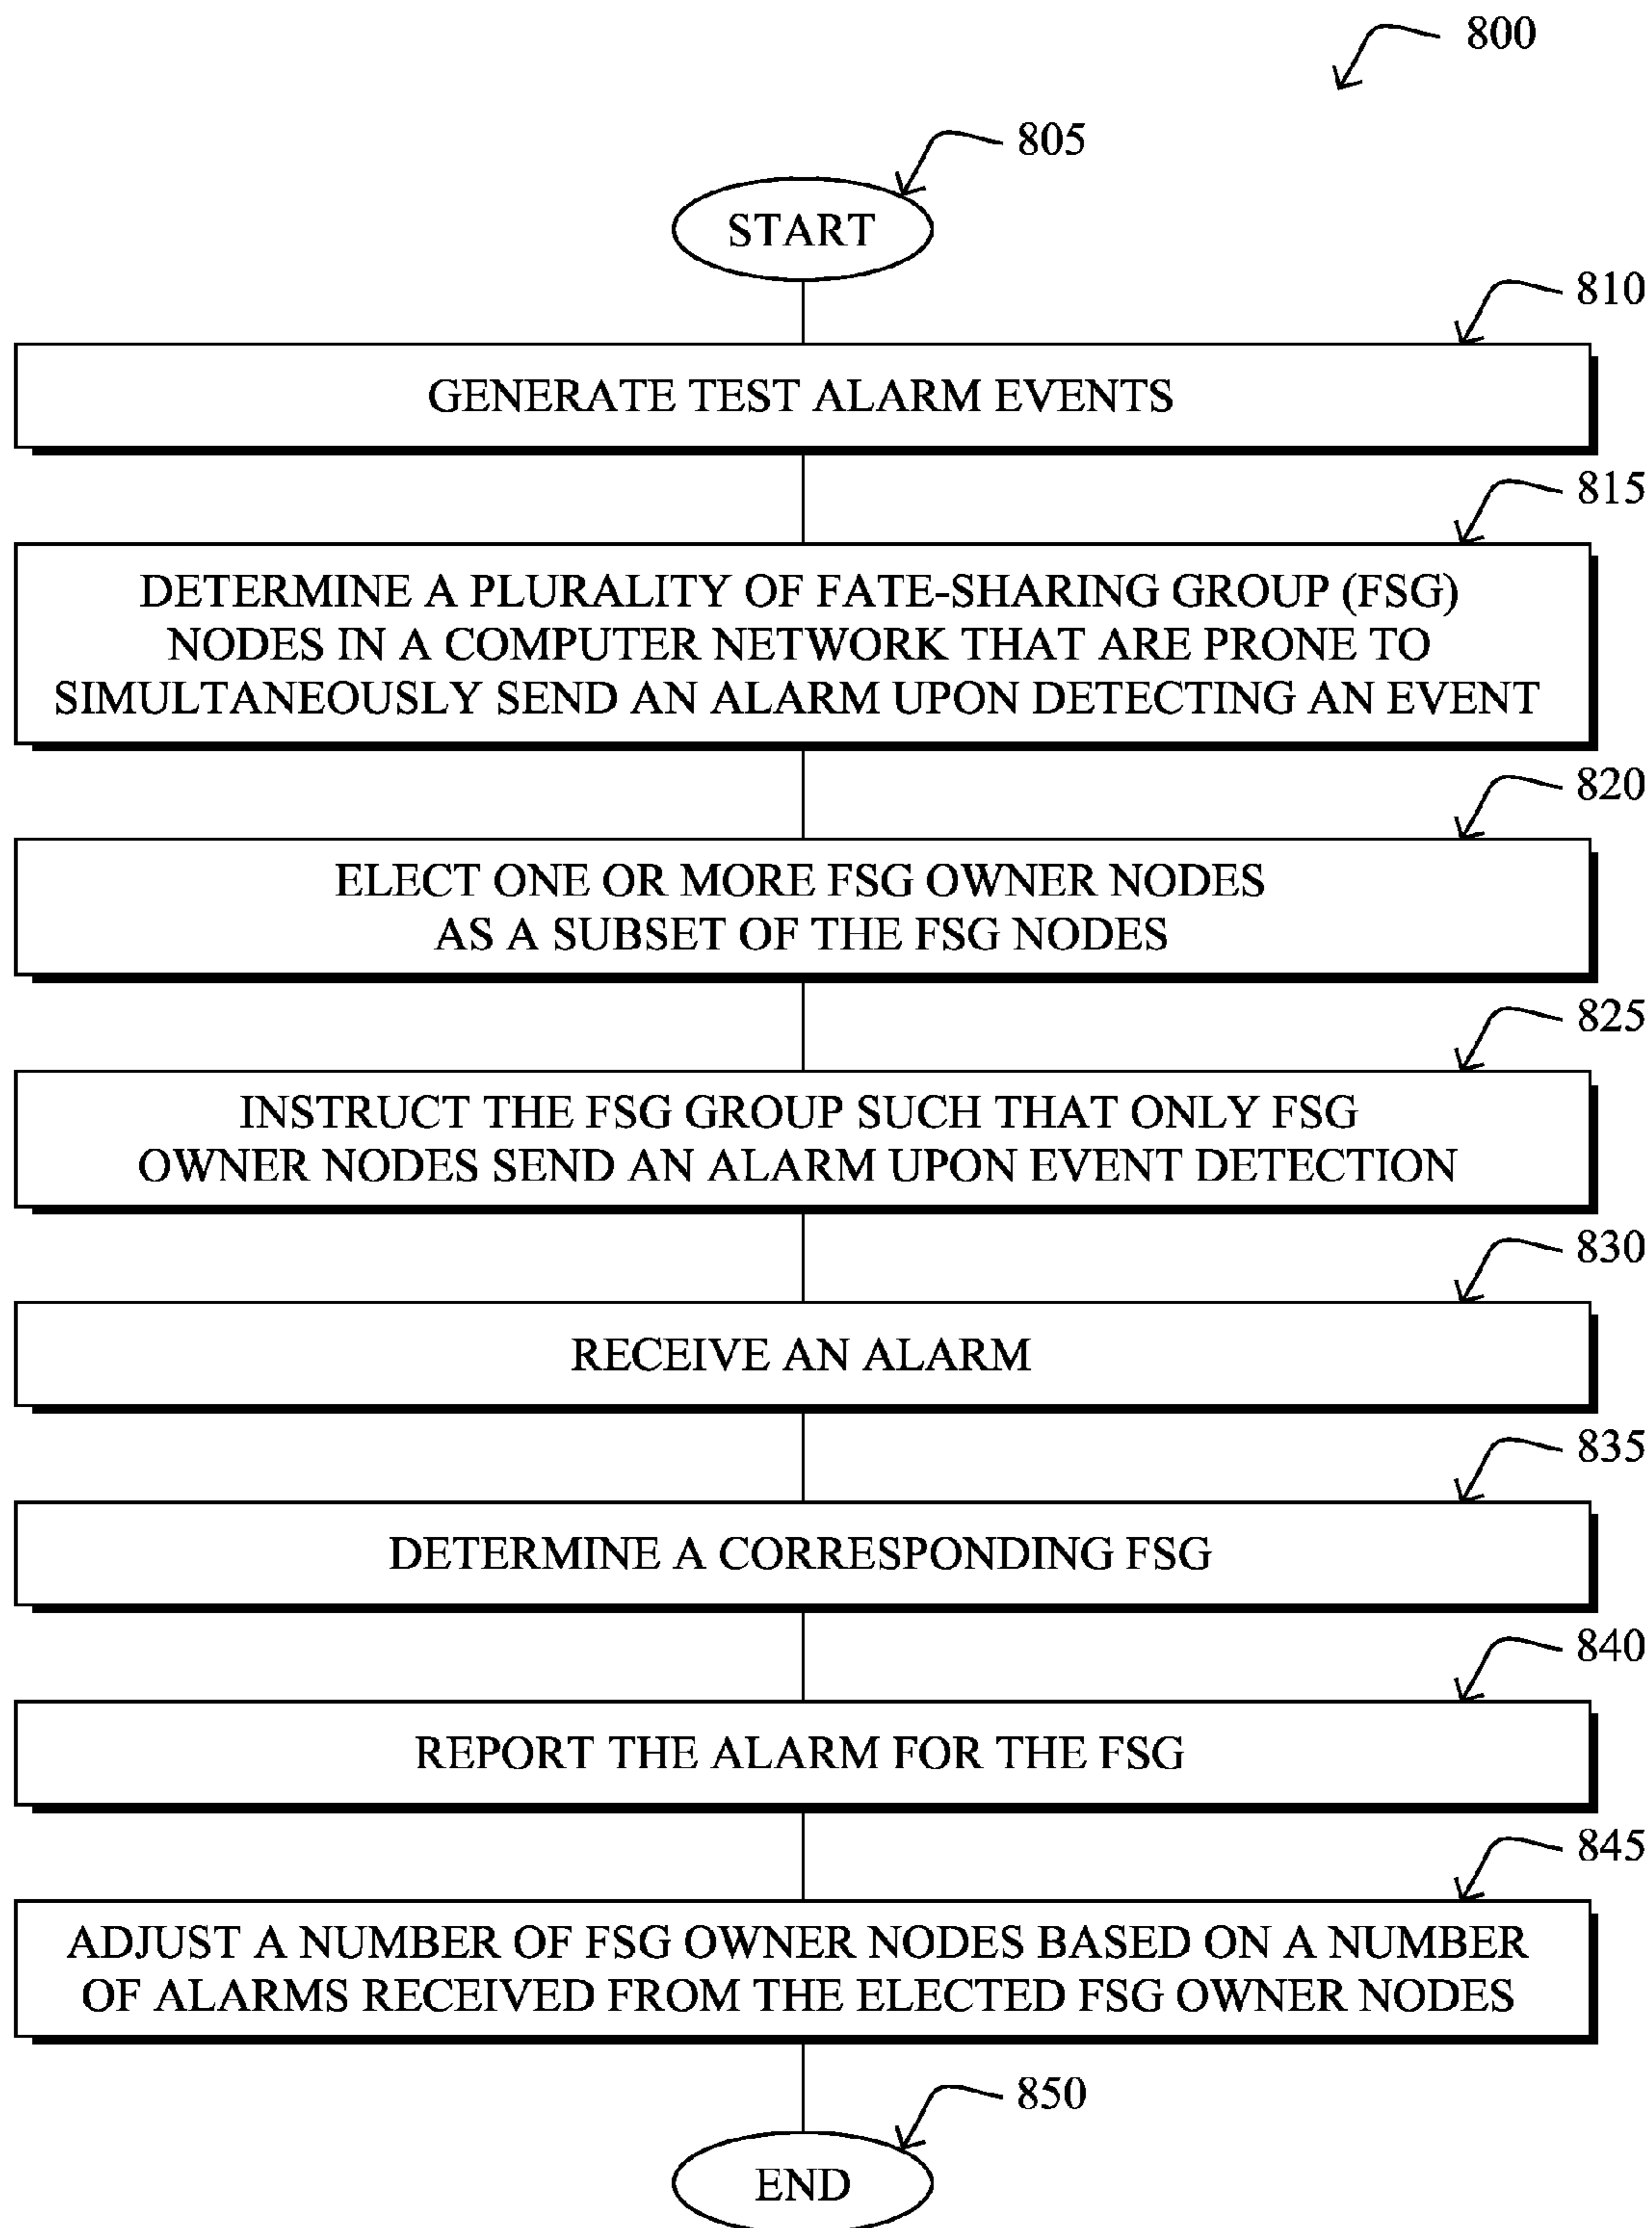 800
805
START
810
GENERATE TEST ALARM EVENTS
815
DETERMINE A PLURALITY OF FATE-SHARING GROUP (FSG)
NODES IN A COMPUTER NETWORK THAT ARE PRONE TO
SIMULTANEOUSLY SEND AN ALARM UPON DETECTING AN EVENT
820
ELECT ONE OR MORE FSG OWNER NODES
AS A SUBSET OF THE FSG NODES
825
INSTRUCT THE FSG GROUP SUCH THAT ONLY FSG
OWNER NODES SEND AN ALARM UPON EVENT DETECTION
830
RECEIVE AN ALARM
835
DETERMINE A CORRESPONDING FSG
840
REPORT THE ALARM FOR THE FSG
845
ADJUST A NUMBER OF FSG OWNER NODES BASED ON A NUMBER
OF ALARMS RECEIVED FROM THE ELECTED FSG OWNER NODES
850
END